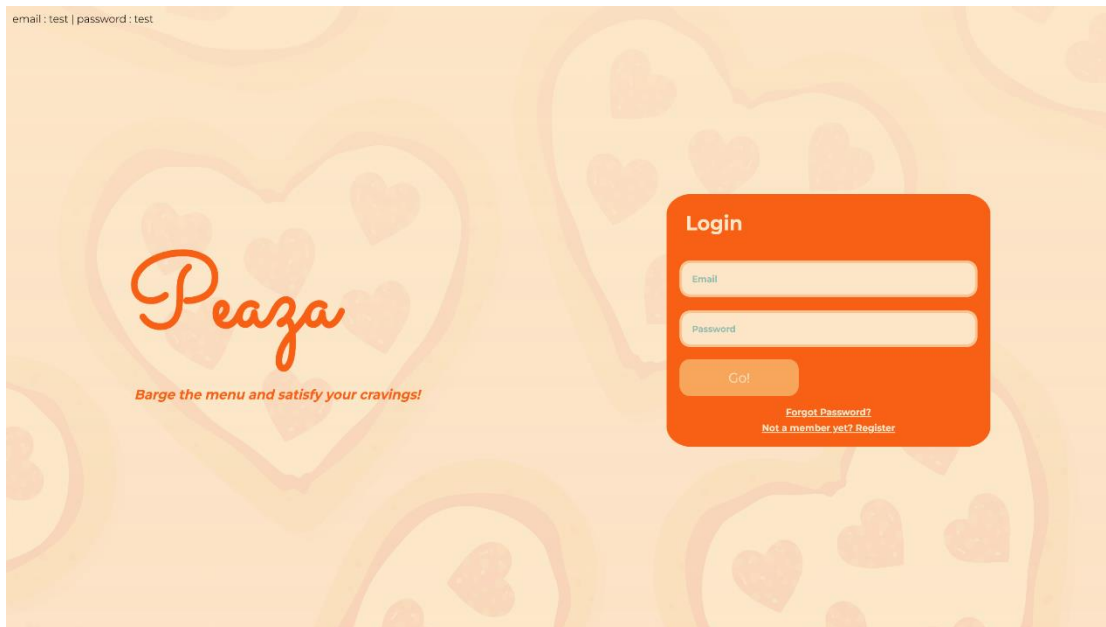 email : test | password : test
Peaza
Barge the menu and satisfy your cravings!
Login
Email
Password
Go!
Forgot Password?
Not a member yet? Register